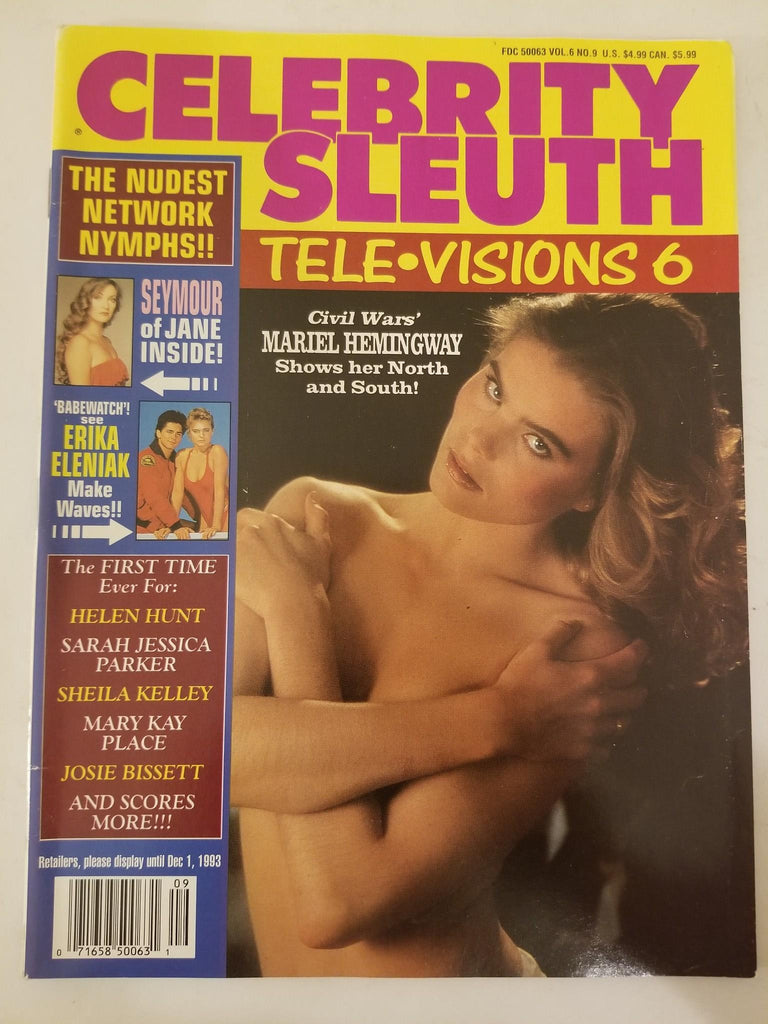 FDC 50063 VOL.6 NO.9 U.S. $4.99 CAN. $5.99
CELEBRITY
SLEUTH
®
TELE•VISIONS 6
THE NUDEST
NETWORK
NYMPHS!!
SEYMOUR
of JANE
INSIDE!
'BABEWATCH'!
see
ERIKA
ELENIAK
Make
Waves!!
The FIRST TIME
Ever For:
HELEN HUNT
SARAH JESSICA
PARKER
SHEILA KELLEY
MARY KAY
PLACE
JOSIE BISSETT
AND SCORES
MORE!!!
Retailers, please display until Dec 1, 1993
09
0 71658 50063 1
Civil Wars'
MARIEL HEMINGWAY
Shows her North
and South!